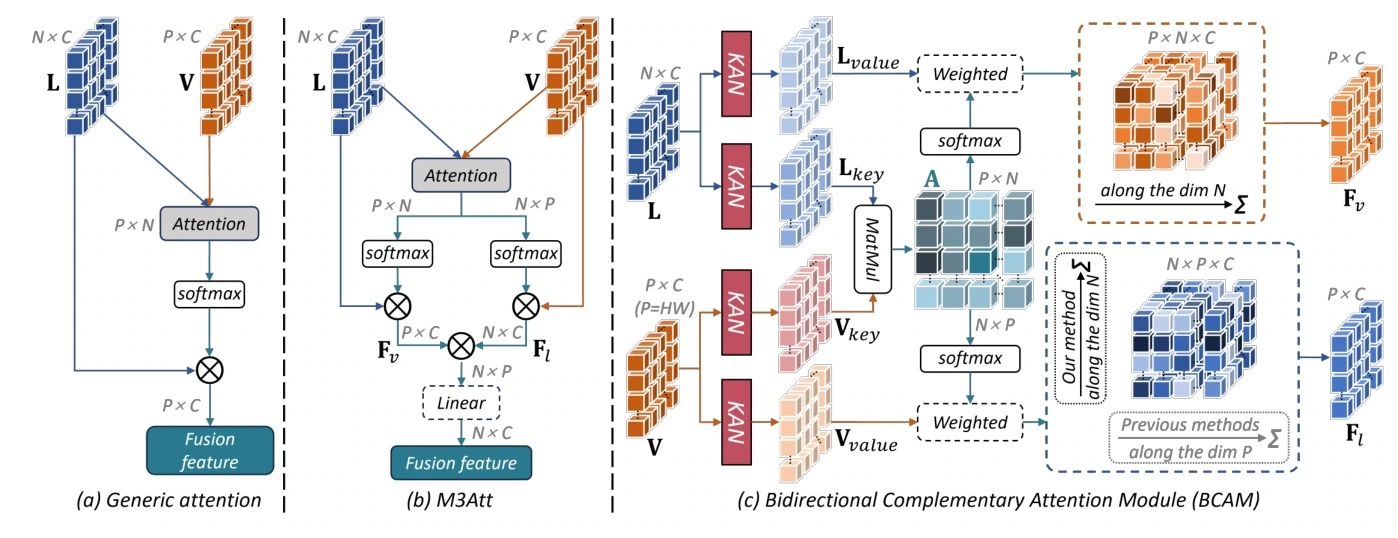 N×C
P×C
L
V
Attention
P×N
softmax
P×C
Fusion
feature
(a) Generic attention
N×C
P×C
L
V
Attention
P×N
N×P
softmax
softmax
P×C
N×C
F_v
F_l
N×P
Linear
N×C
Fusion feature
(b) M3Att
N×C
L
KAN
KAN
L_value
L_key
P×C
(P=HW)
V
KAN
KAN
V_key
V_value
MatMul
Weighted
softmax
A
P×N
N×P
softmax
Weighted
P×N×C
along the dim N
Σ
P×C
F_v
N×P×C
Our method
along the dim N
Σ
Previous methods
along the dim P
Σ
P×C
F_l
(c) Bidirectional Complementary Attention Module (BCAM)